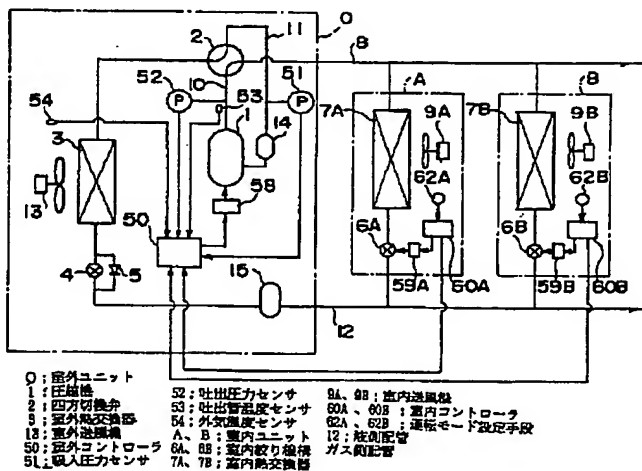 O
11
2
8
10
51
52
P
53
P
A
B
54
1
14
7A
9A
7B
9B
3
13
58
62A
62B
50
6A
6B
4
5
15
59A
60A
59B
60B
12
O；室外ユニット
1；圧縮機
2；四方切換弁
3；室外熱交換器
13；室外送風機
50；室外コントローラ
51；吸入圧力センサ
52；吐出圧力センサ
53；吐出管温度センサ
54；外気温度センサ
A、B；室内ユニット
6A、6B；室内絞り機構
7A、7B；室内熱交換器
9A、9B；室内送風機
60A、60B；室内コントローラ
62A、62B；運転モード設定手段
12；液側配管
ガス側配管